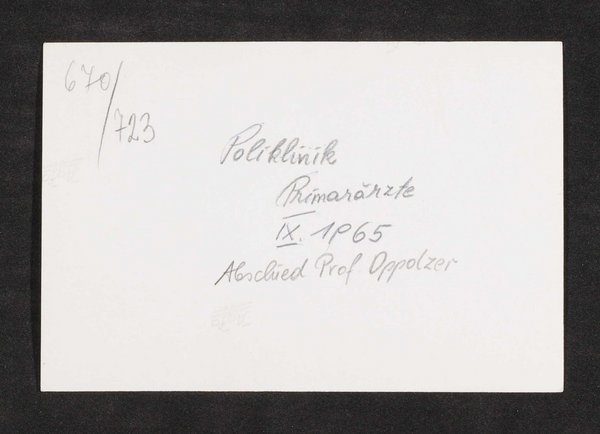 670/723
Poliklinik
Primarärzte
IX. 1965
Abschied Prof Oppolzer